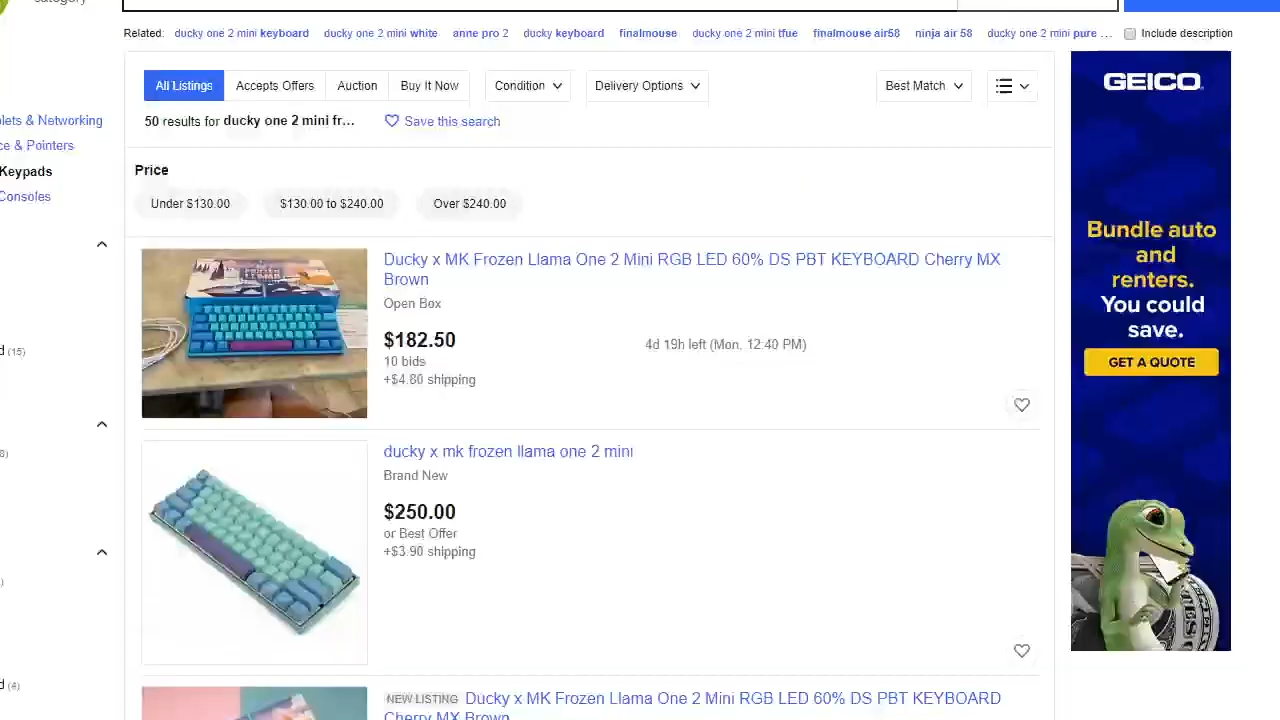 category
Related: ducky one 2 mini keyboard ducky one 2 mini white anne pro 2 ducky keyboard finalmouse ducky one 2 mini tfue finalmouse air58 ninja air 58 ducky one 2 mini pure ... Include description
All Listings Accepts Offers Auction Buy It Now Condition Delivery Options Best Match
50 results for ducky one 2 mini fr... Save this search
Price
Under $130.00 $130.00 to $240.00 Over $240.00
lets & Networking
ce & Pointers
Keypads
Consoles
d (15)
8)
)
d (4)
Ducky x MK Frozen Llama One 2 Mini RGB LED 60% DS PBT KEYBOARD Cherry MX
Brown
Open Box
$182.50
10 bids
+$4.80 shipping
4d 19h left (Mon, 12:40 PM)
ducky x mk frozen llama one 2 mini
Brand New
$250.00
or Best Offer
+$3.90 shipping
NEW LISTING Ducky x MK Frozen Llama One 2 Mini RGB LED 60% DS PBT KEYBOARD
Cherry MX Brown
GEICO
Bundle auto
and
renters.
You could
save.
GET A QUOTE